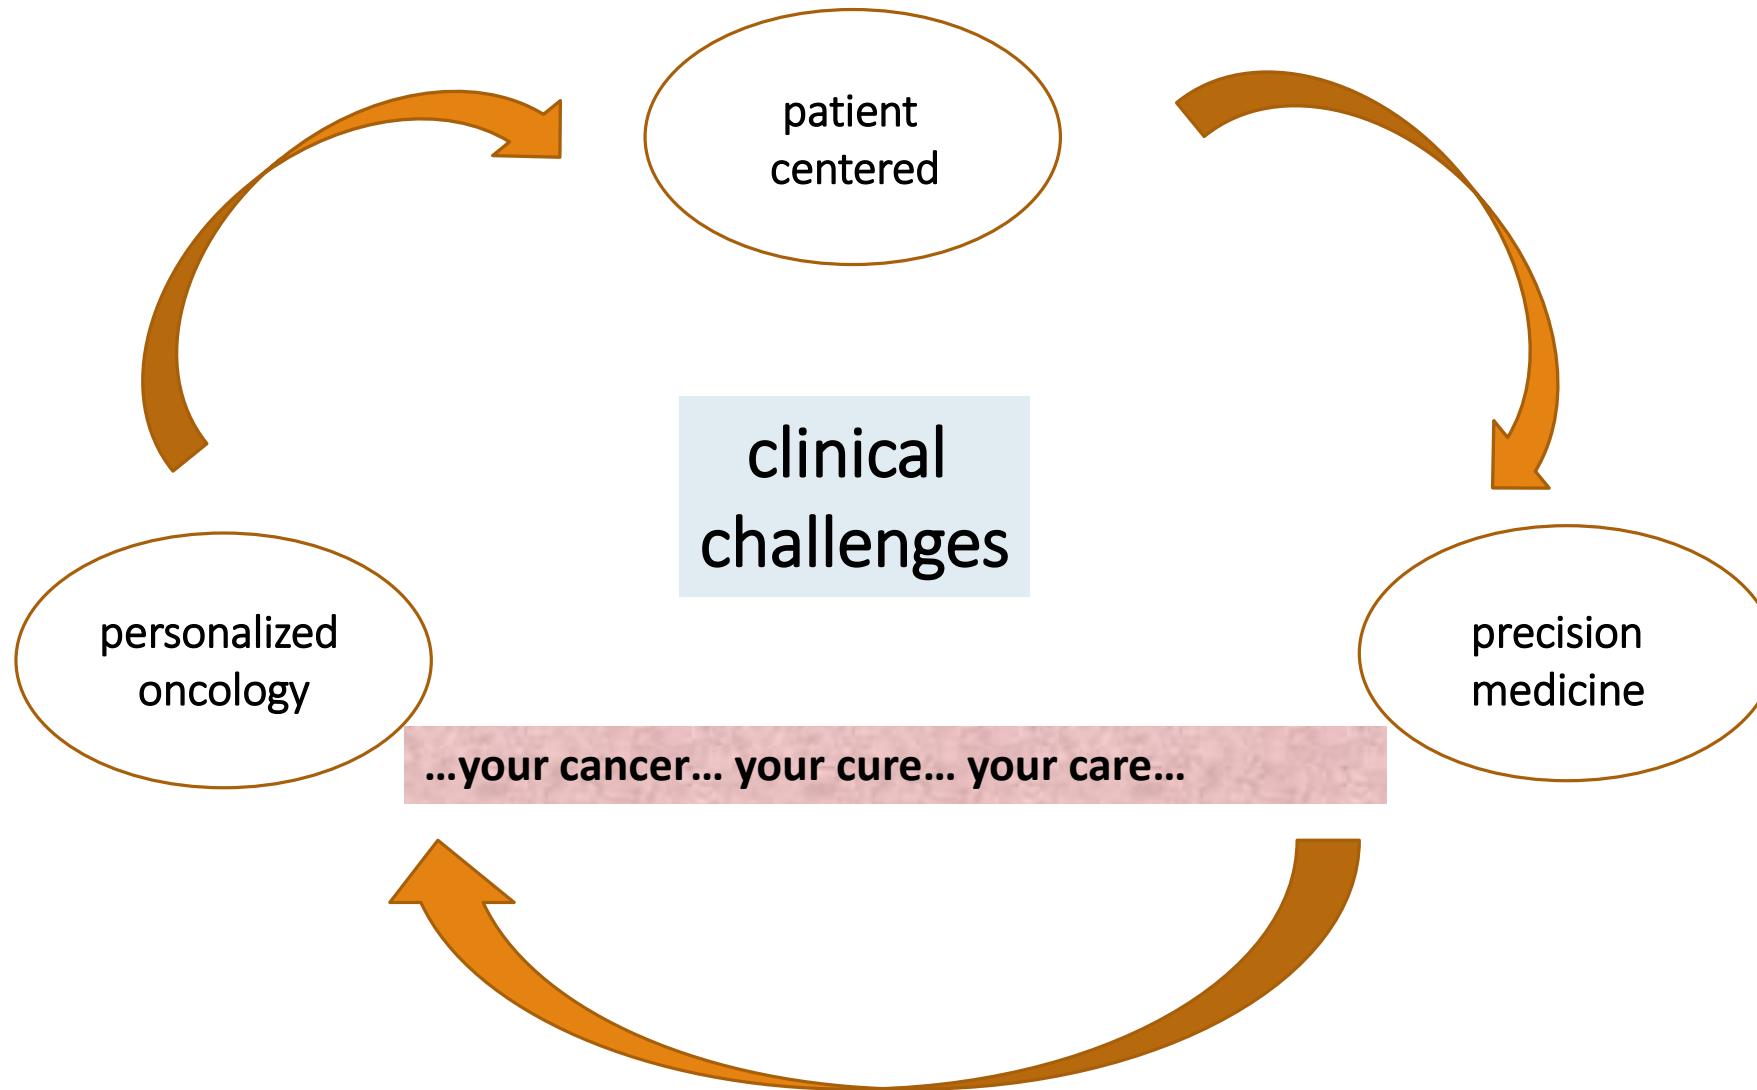 patient
centered
clinical
challenges
personalized
oncology
precision
medicine
…your cancer… your cure… your care…